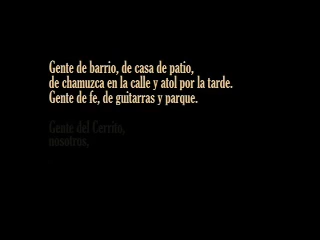 Gente de barrio, de casa de patio,
de chamuzca en la calle y atol por la tarde.
Gente de fe, de guitarras y parque.
Gente del Cerrito,
nosotros,